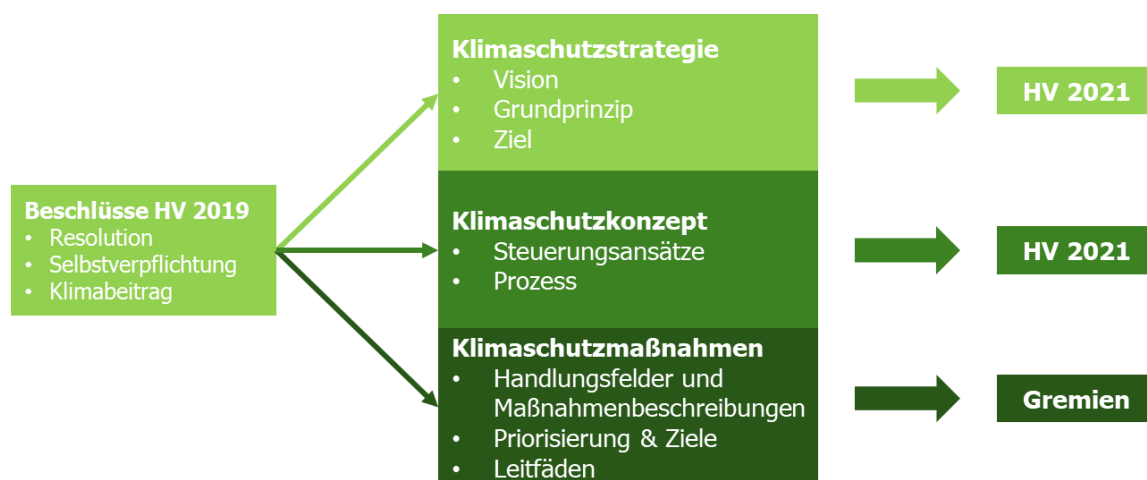 Beschlüsse HV 2019
• Resolution
• Selbstverpflichtung
• Klimabeitrag
Klimaschutzstrategie
• Vision
• Grundprinzip
• Ziel
HV 2021
Klimaschutzkonzept
• Steuerungsansätze
• Prozess
HV 2021
Klimaschutzmaßnahmen
• Handlungsfelder und
Maßnahmenbeschreibungen
• Priorisierung & Ziele
• Leitfäden
Gremien